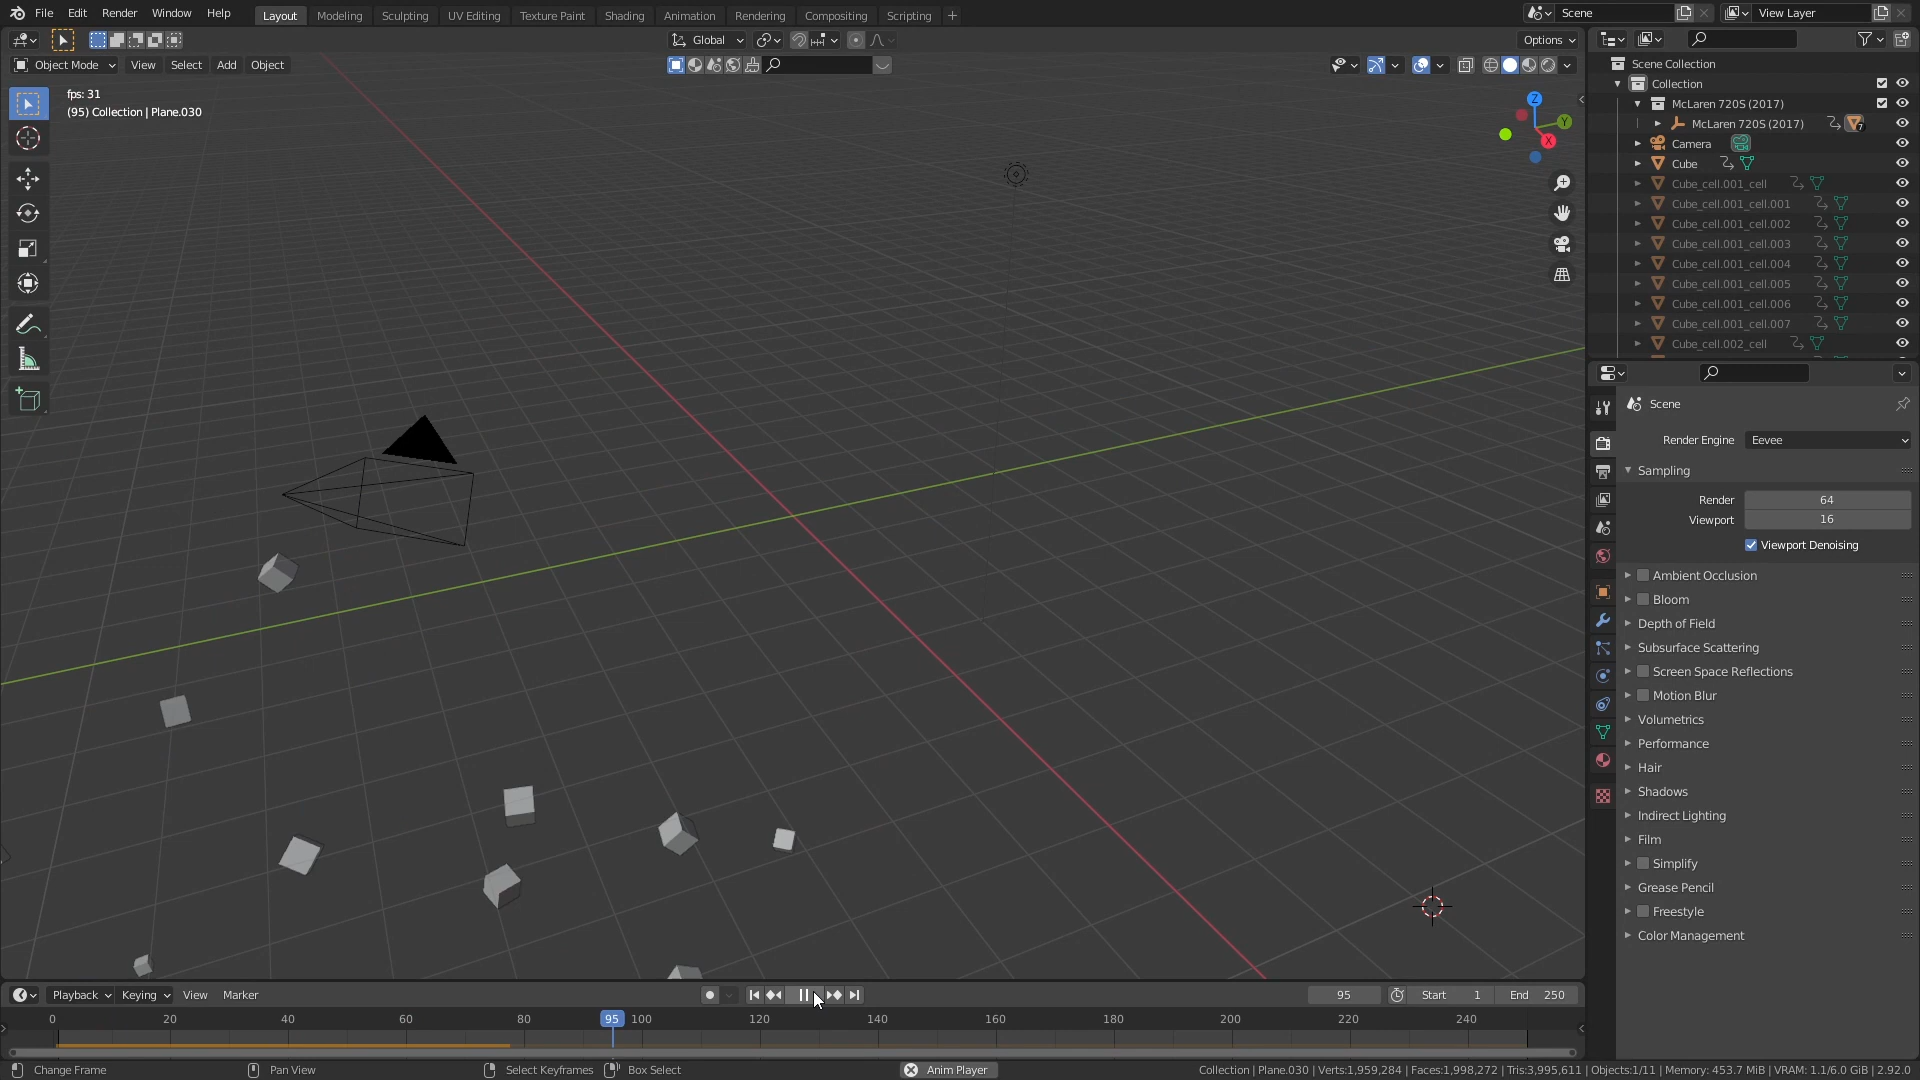 File Edit Render Window Help Layout Modeling Sculpting UV Editing Texture Paint Shading Animation Rendering Compositing Scripting + Scene View Layer
Global Options
Object Mode View Select Add Object
fps: 31
(95) Collection | Plane.030
Z
Y
X
Scene Collection
Collection
McLaren 720S (2017)
McLaren 720S (2017) 7
Camera
Cube
Cube_cell.001_cell
Cube_cell.001_cell.001
Cube_cell.001_cell.002
Cube_cell.001_cell.003
Cube_cell.001_cell.004
Cube_cell.001_cell.005
Cube_cell.001_cell.006
Cube_cell.001_cell.007
Cube_cell.002_cell
Scene
Render Engine Eevee
Sampling
Render 64
Viewport 16
Viewport Denoising
Ambient Occlusion
Bloom
Depth of Field
Subsurface Scattering
Screen Space Reflections
Motion Blur
Volumetrics
Performance
Hair
Shadows
Indirect Lighting
Film
Simplify
Grease Pencil
Freestyle
Color Management
Playback Keying View Marker 95 Start 1 End 250
0 20 40 60 80 95 100 120 140 160 180 200 220 240
Change Frame Pan View Select Keyframes Box Select Anim Player Collection | Plane.030 | Verts:1,959,284 | Faces:1,998,272 | Tris:3,995,611 | Objects:1/11 | Memory: 453.7 MiB | VRAM: 1.1/6.0 GiB | 2.92.0